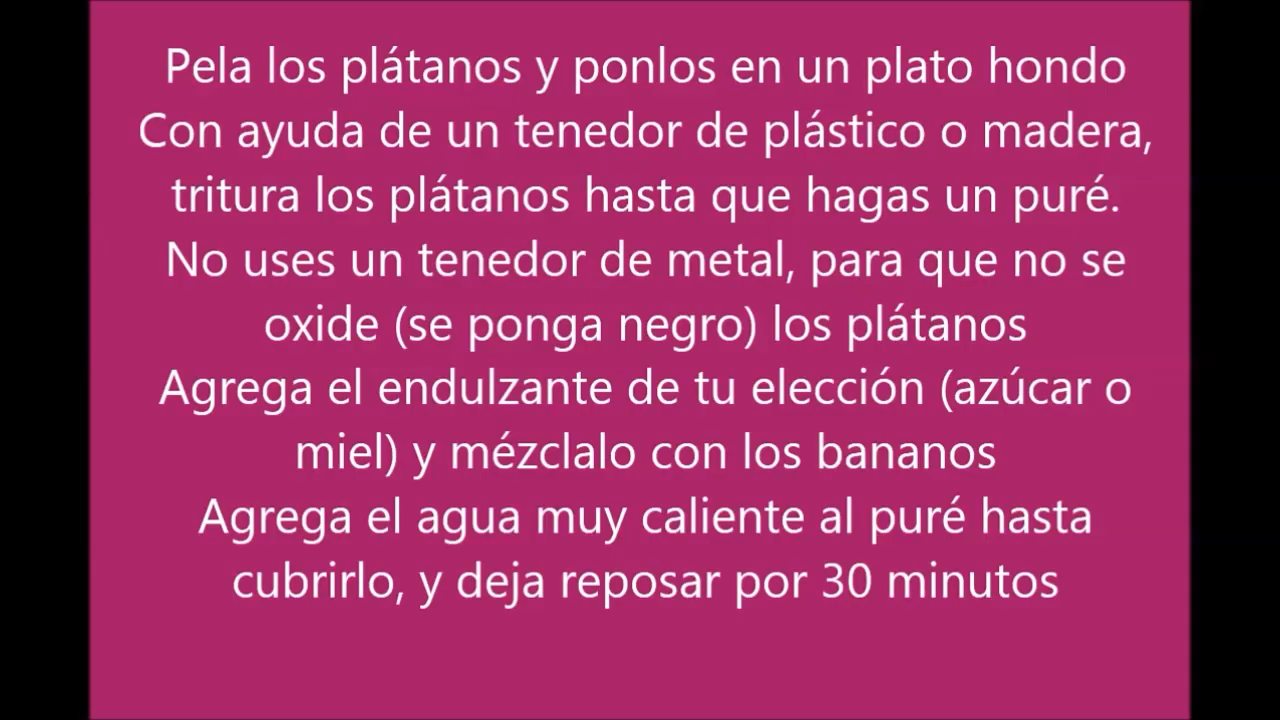 Pela los plátanos y ponlos en un plato hondo
Con ayuda de un tenedor de plástico o madera,
tritura los plátanos hasta que hagas un puré.
No uses un tenedor de metal, para que no se
oxide (se ponga negro) los plátanos
Agrega el endulzante de tu elección (azúcar o
miel) y mézclalo con los bananos
Agrega el agua muy caliente al puré hasta
cubrirlo, y deja reposar por 30 minutos